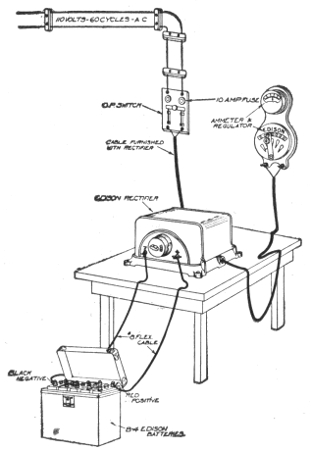 110 VOLTS-60 CYCLES-A C
D.P. SWITCH
10 AMP FUSE
AMMETER &
REGULATOR
EDISON
CABLE FURNISHED
WITH RECTIFIER
EDISON RECTIFIER
#8 FLEX.
CABLE
BLACK
NEGATIVE
RED
POSITIVE
B-4 EDISON
BATTERIES